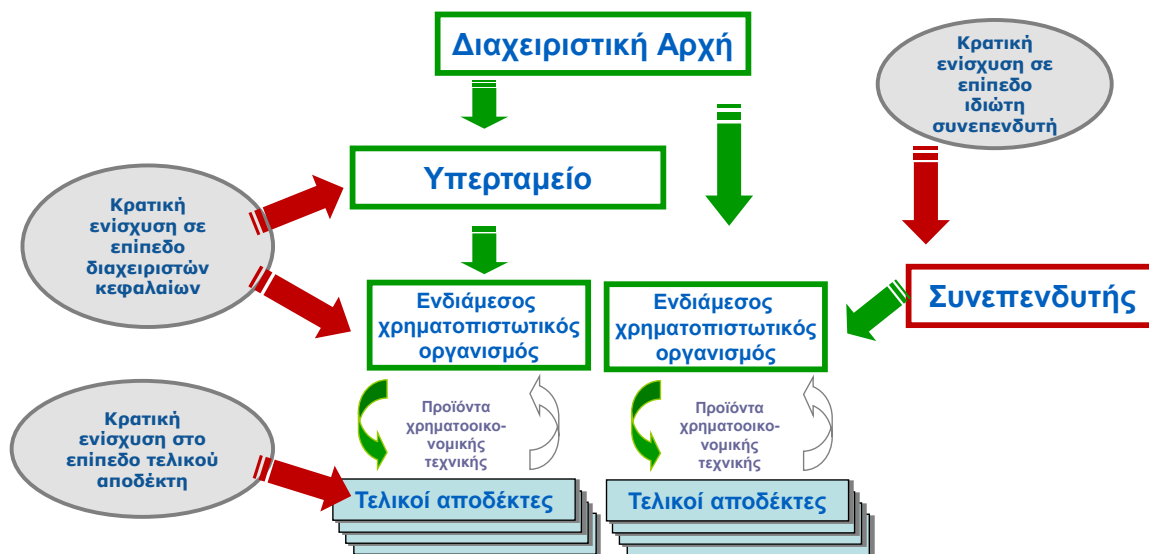 Διαχειριστική Αρχή
Κρατική
ενίσχυση σε
επίπεδο
ιδιώτη
συνεπενδυτή
Υπερταμείο
Κρατική
ενίσχυση σε
επίπεδο
διαχειριστών
κεφαλαίων
Ενδιάμεσος
χρηματοπιστωτικός
οργανισμός
Ενδιάμεσος
χρηματοπιστωτικός
οργανισμός
Συνεπενδυτής
Προϊόντα
χρηματοοικο-
νομικής
τεχνικής
Προϊόντα
χρηματοοικο-
νομικής
τεχνικής
Κρατική
ενίσχυση στο
επίπεδο τελικού
αποδέκτη
Τελικοί αποδέκτες
Τελικοί αποδέκτες